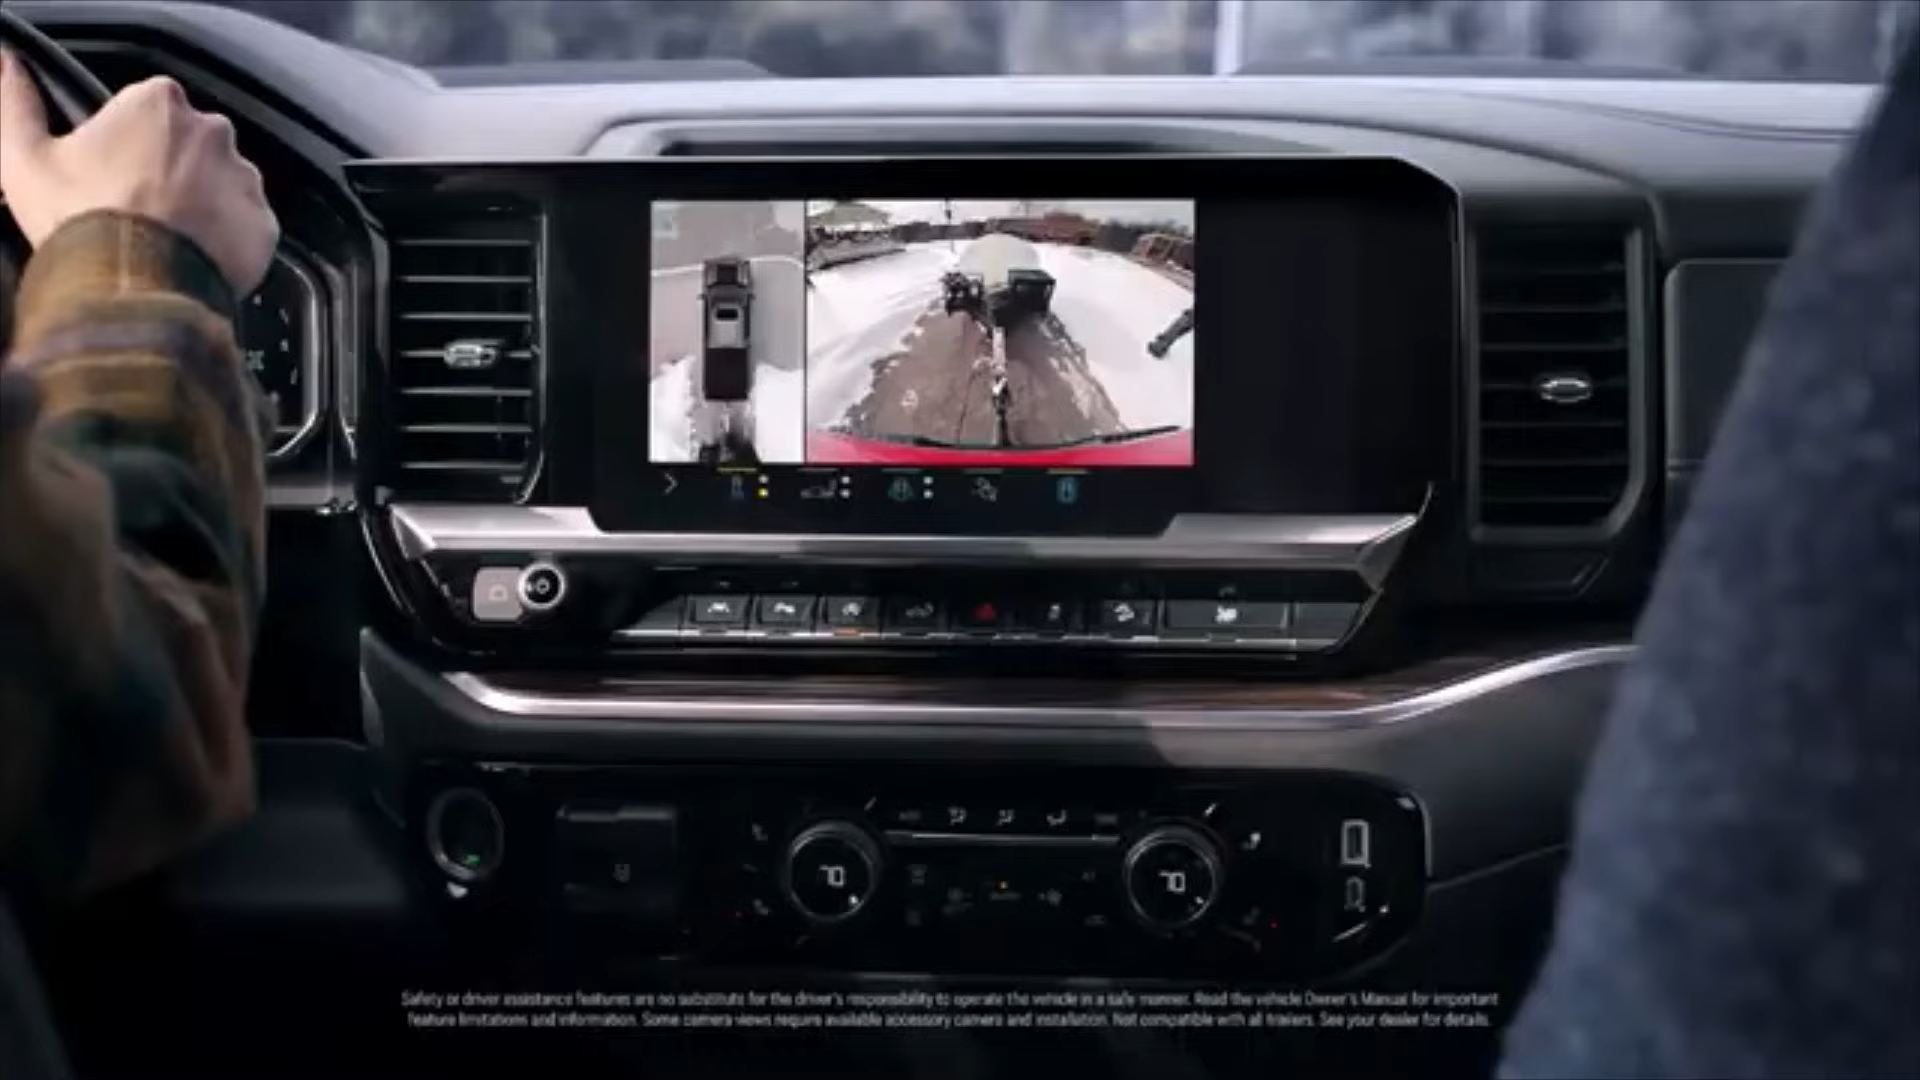 70
70
Safety or driver assistance features are no substitute for the driver's responsibility to operate the vehicle in a safe manner. Read the vehicle Owner's Manual for important
feature limitations and information. Some camera views require available accessory camera and installation. Not compatible with all trailers. See your dealer for details.